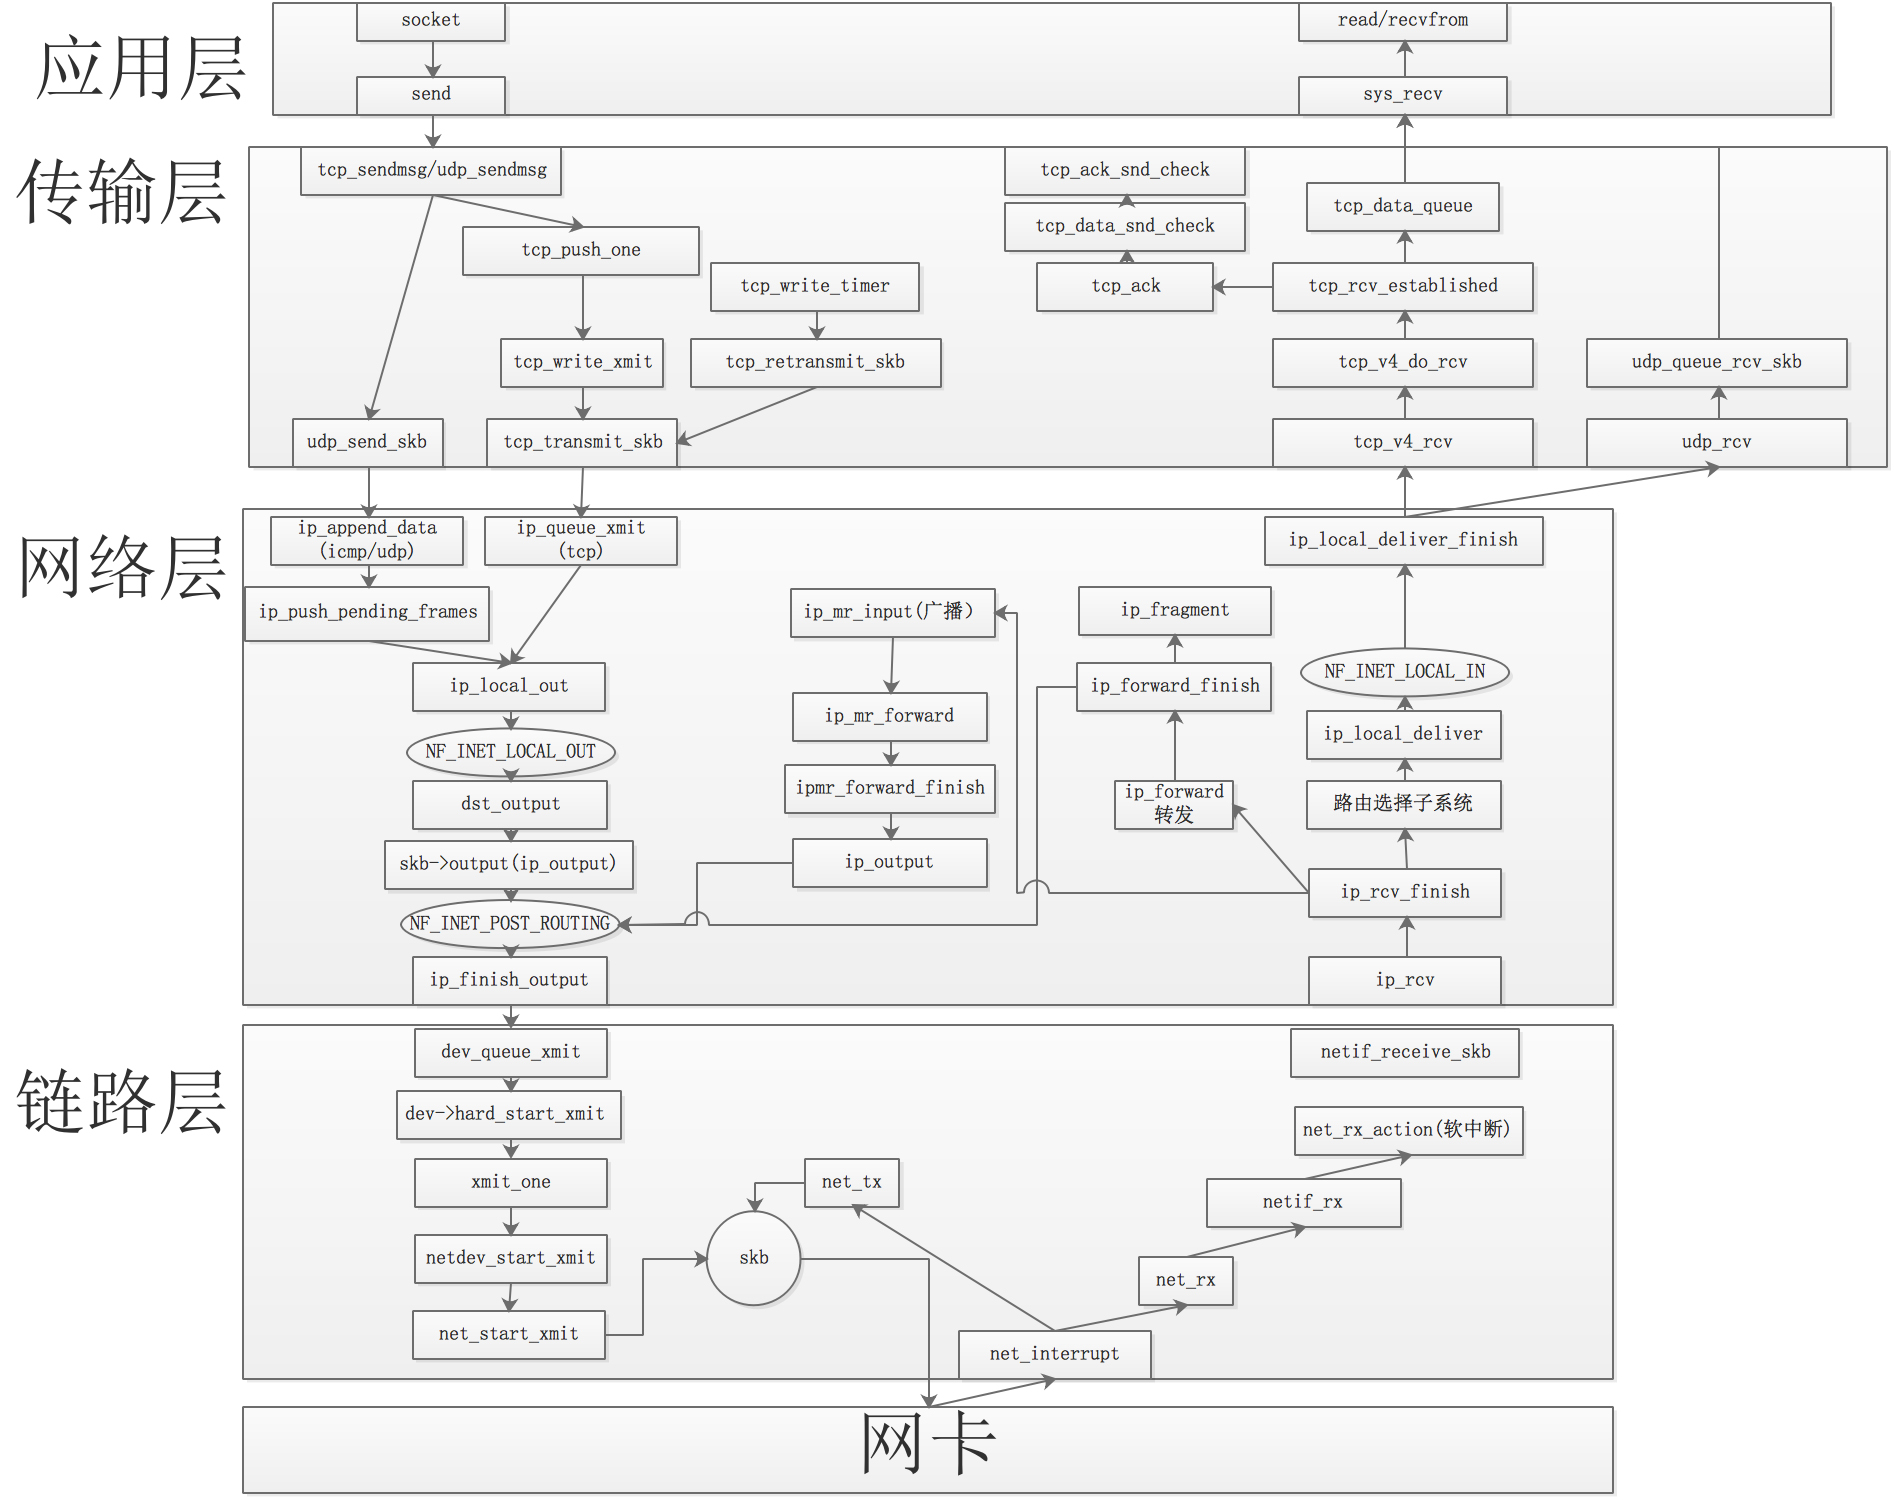 应用层
socket
send
read/recvfrom
sys_recv
传输层
tcp_sendmsg/udp_sendmsg
tcp_push_one
tcp_write_timer
tcp_write_xmit
tcp_retransmit_skb
udp_send_skb
tcp_transmit_skb
tcp_ack_snd_check
tcp_data_snd_check
tcp_ack
tcp_data_queue
tcp_rcv_established
tcp_v4_do_rcv
tcp_v4_rcv
udp_queue_rcv_skb
udp_rcv
网络层
ip_append_data
(icmp/udp)
ip_queue_xmit
(tcp)
ip_push_pending_frames
ip_local_out
NF_INET_LOCAL_OUT
dst_output
skb->output(ip_output)
NF_INET_POST_ROUTING
ip_finish_output
ip_mr_input(广播)
ip_mr_forward
ipmr_forward_finish
ip_output
ip_fragment
ip_forward_finish
ip_forward
转发
ip_local_deliver_finish
NF_INET_LOCAL_IN
ip_local_deliver
路由选择子系统
ip_rcv_finish
ip_rcv
链路层
dev_queue_xmit
dev->hard_start_xmit
xmit_one
netdev_start_xmit
net_start_xmit
net_tx
skb
net_interrupt
net_rx
netif_rx
net_rx_action(软中断)
netif_receive_skb
网卡